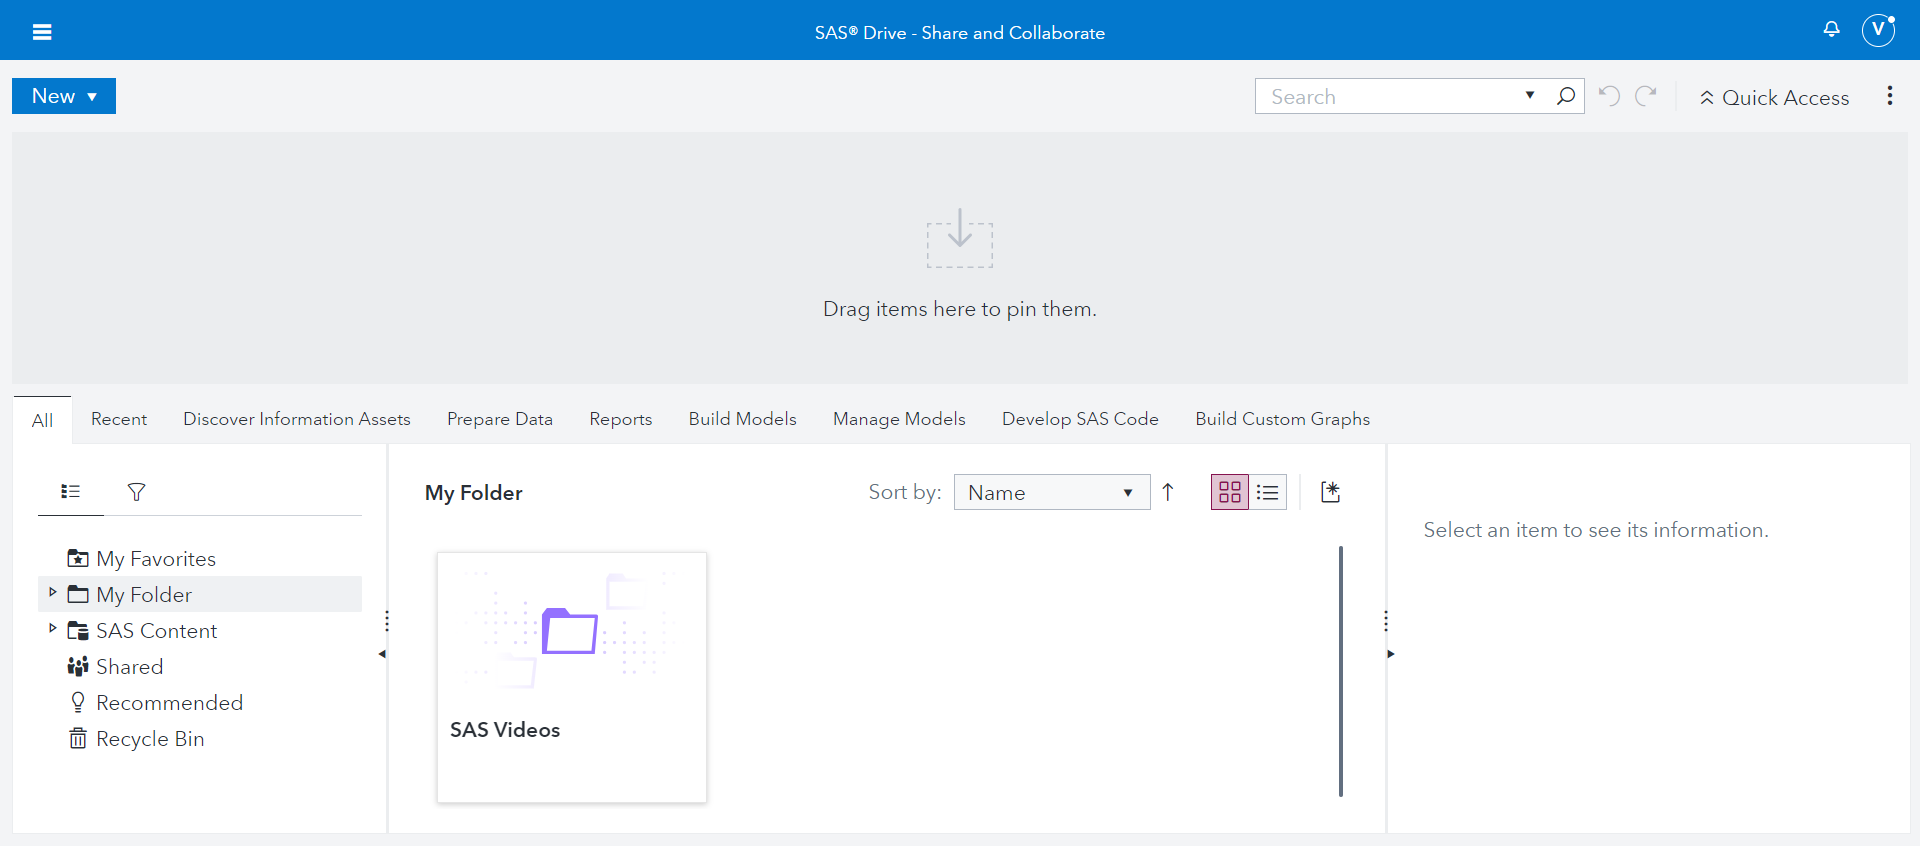 SAS® Drive - Share and Collaborate
V
New
Search
Quick Access
Drag items here to pin them.
All
Recent
Discover Information Assets
Prepare Data
Reports
Build Models
Manage Models
Develop SAS Code
Build Custom Graphs
My Favorites
My Folder
SAS Content
Shared
Recommended
Recycle Bin
My Folder
Sort by:
Name
SAS Videos
Select an item to see its information.